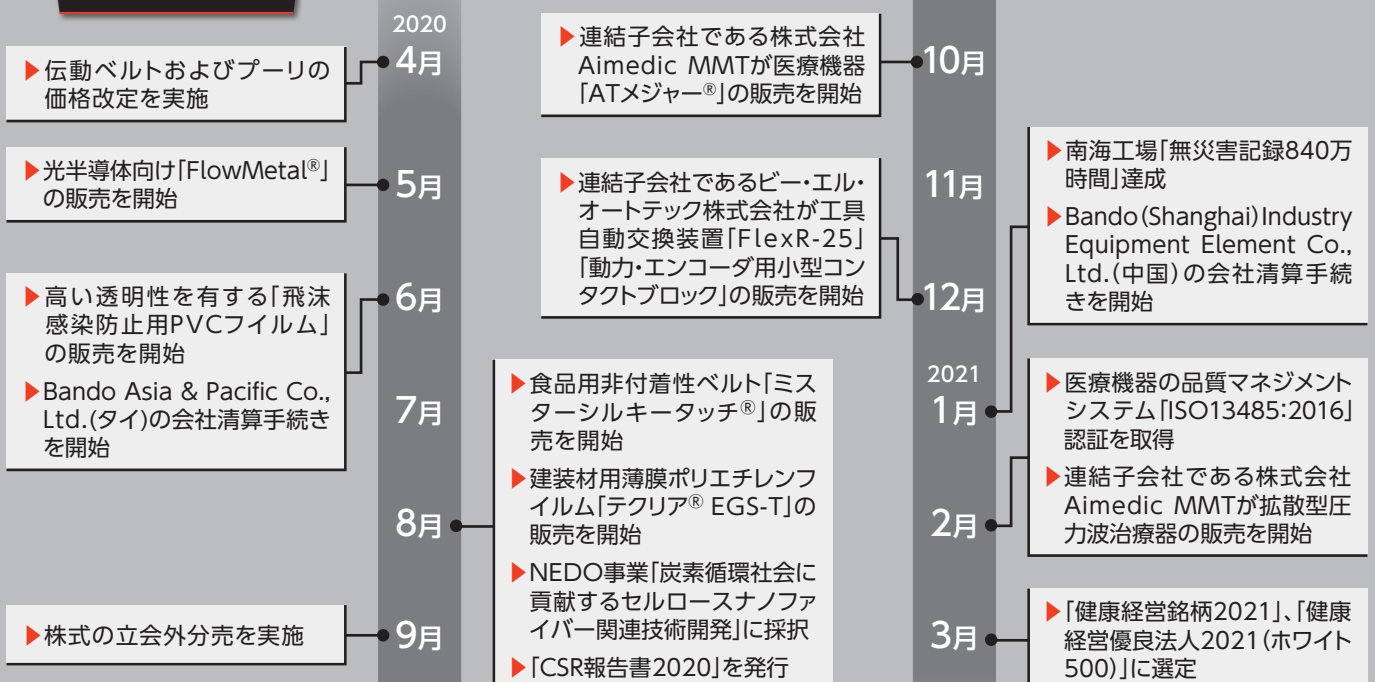 2020
4月
▶伝動ベルトおよびプーリの
価格改定を実施
5月
▶光半導体向け「FlowMetal®」
の販売を開始
6月
▶高い透明性を有する「飛沫
感染防止用PVCフイルム」
の販売を開始
▶Bando Asia & Pacific Co.,
Ltd.(タイ)の会社清算手続き
を開始
7月
8月
▶食品用非付着性ベルト「ミス
ターシルキータッチ®」の販
売を開始
▶建装材用薄膜ポリエチレンフ
イルム「テクリア® EGS-T」の
販売を開始
▶NEDO事業「炭素循環社会に
貢献するセルロースナノファ
イバー関連技術開発」に採択
▶「CSR報告書2020」を発行
9月
▶株式の立会外分売を実施
10月
▶連結子会社である株式会社
Aimedic MMTが医療機器
「ATメジャー®」の販売を開始
11月
12月
▶連結子会社であるビー・エル・
オートテック株式会社が工具
自動交換装置「FlexR-25」
「動力・エンコーダ用小型コン
タクトブロック」の販売を開始
2021
1月
▶南海工場「無災害記録840万
時間」達成
▶Bando(Shanghai)Industry
Equipment Element Co.,
Ltd.(中国)の会社清算手続
きを開始
2月
▶医療機器の品質マネジメント
システム「ISO13485:2016」
認証を取得
▶連結子会社である株式会社
Aimedic MMTが拡散型圧
力波治療器の販売を開始
3月
▶「健康経営銘柄2021」、「健康
経営優良法人2021(ホワイト
500)」に選定